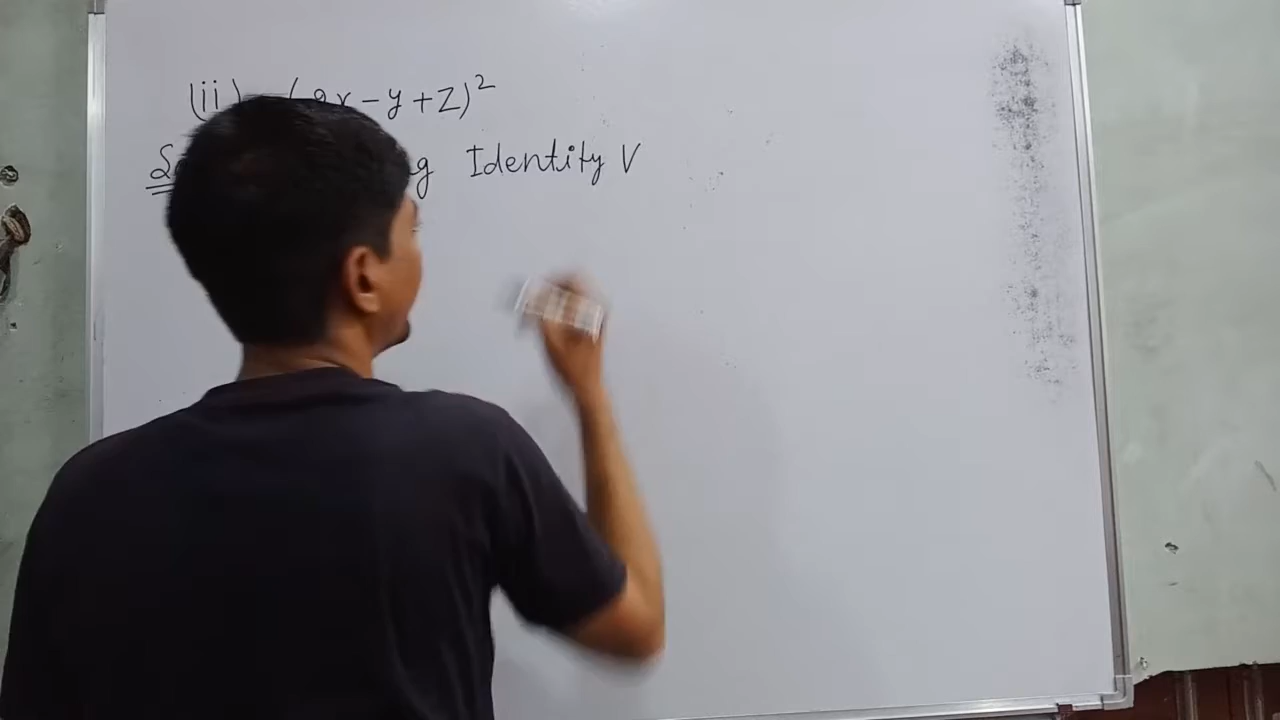 (ii) (2x-y+z)²
Identity V